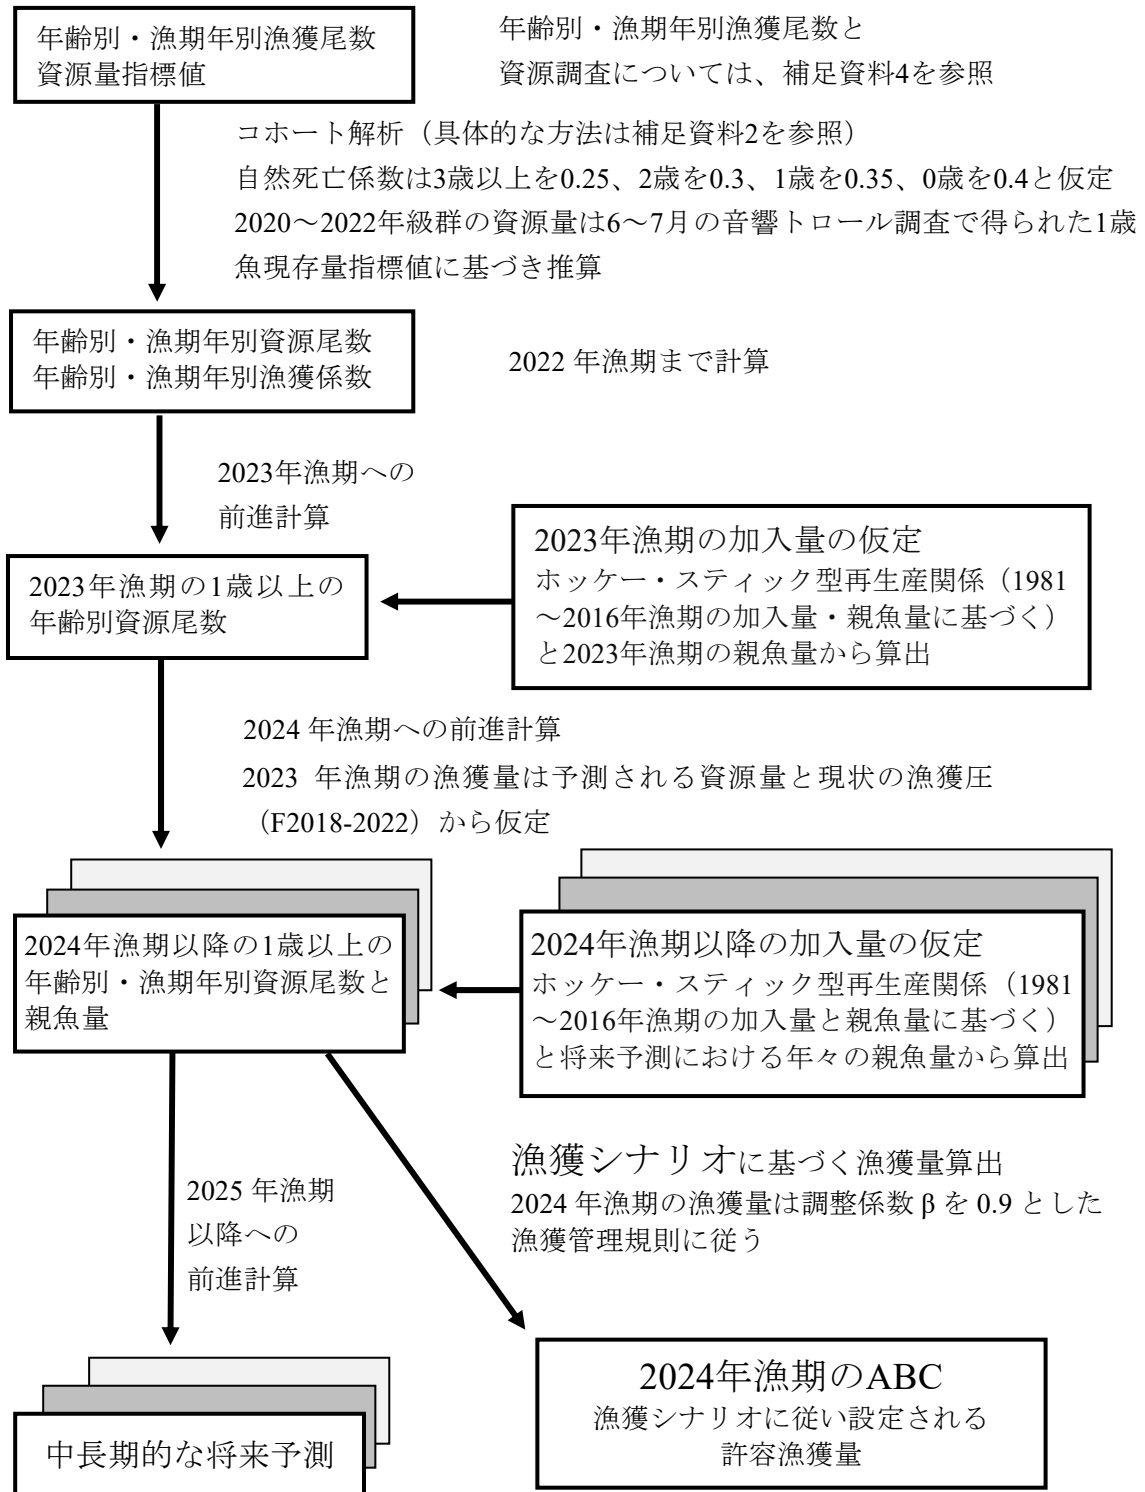 年齢別・漁期年別漁獲尾数
資源量指標値
年齢別・漁期年別漁獲尾数と
資源調査については、補足資料4を参照
コホート解析（具体的な方法は補足資料2を参照）
自然死亡係数は3歳以上を0.25、2歳を0.3、1歳を0.35、0歳を0.4と仮定
2020～2022年級群の資源量は6～7月の音響トロール調査で得られた1歳
魚現存量指標値に基づき推算
年齢別・漁期年別資源尾数
年齢別・漁期年別漁獲係数
2022 年漁期まで計算
2023年漁期への
前進計算
2023年漁期の加入量の仮定
ホッケー・スティック型再生産関係（1981
～2016年漁期の加入量・親魚量に基づく）
と2023年漁期の親魚量から算出
2023年漁期の1歳以上の
年齢別資源尾数
2024 年漁期への前進計算
2023 年漁期の漁獲量は予測される資源量と現状の漁獲圧
（F2018-2022）から仮定
2024年漁期以降の1歳以上の
年齢別・漁期年別資源尾数と
親魚量
2024年漁期以降の加入量の仮定
ホッケー・スティック型再生産関係（1981
～2016年漁期の加入量と親魚量に基づく）
と将来予測における年々の親魚量から算出
漁獲シナリオに基づく漁獲量算出
2024 年漁期の漁獲量は調整係数 β を 0.9 とした
漁獲管理規則に従う
2025 年漁期
以降への
前進計算
2024年漁期のABC
漁獲シナリオに従い設定される
許容漁獲量
中長期的な将来予測